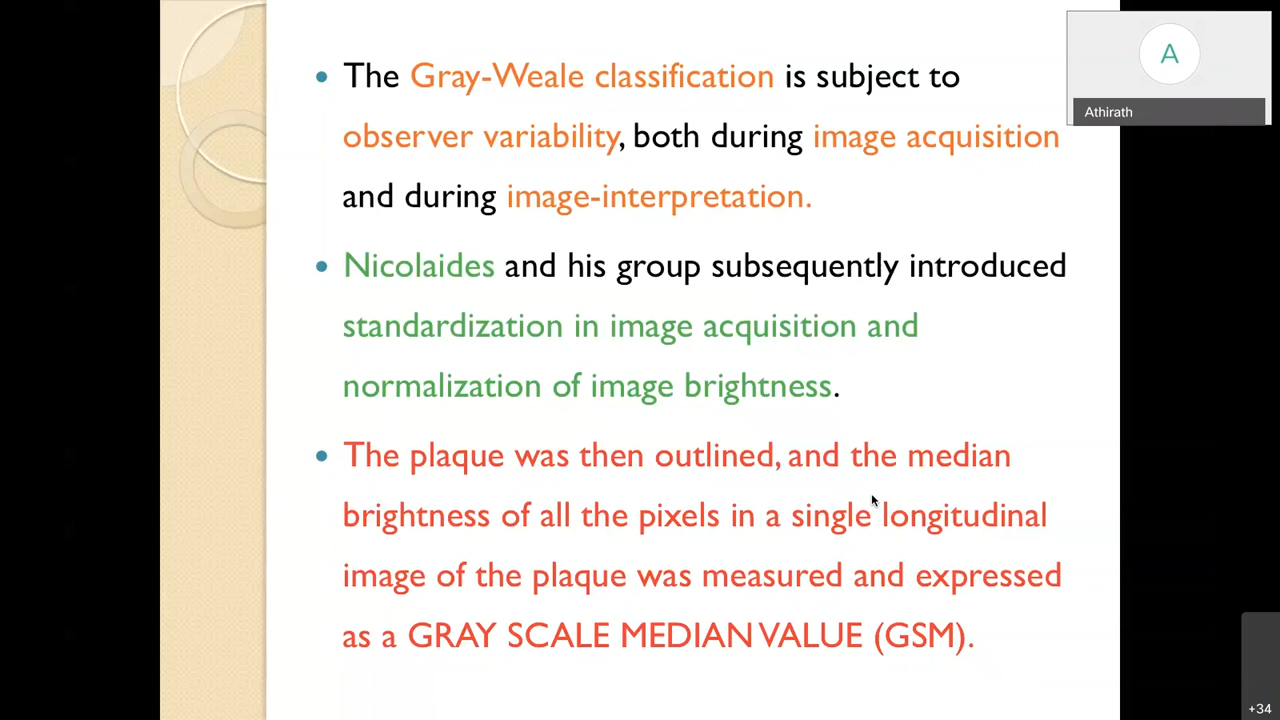 The Gray-Weale classification is subject to
observer variability, both during image acquisition
and during image-interpretation.
Nicolaides and his group subsequently introduced
standardization in image acquisition and
normalization of image brightness.
The plaque was then outlined, and the median
brightness of all the pixels in a single longitudinal
image of the plaque was measured and expressed
as a GRAY SCALE MEDIAN VALUE (GSM).
A
Athirath
+34